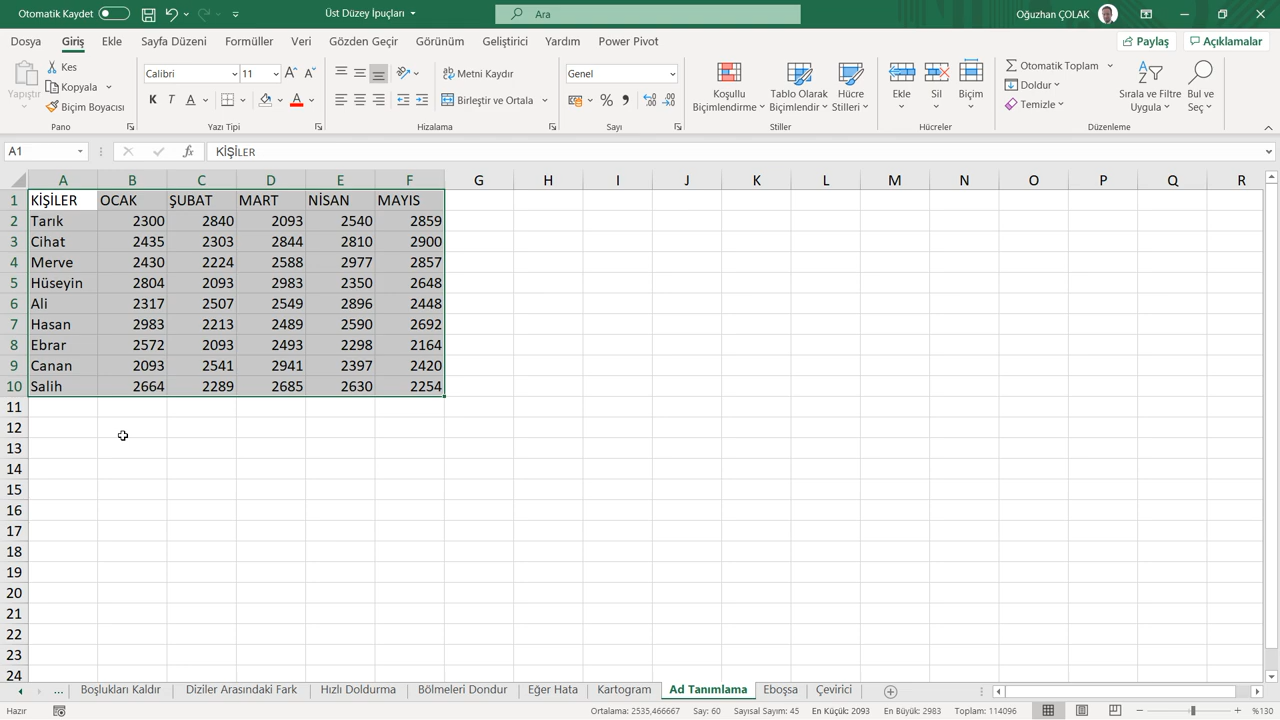 Otomatik Kaydet
Üst Düzey İpuçları
Ara
Oğuzhan ÇOLAK
Dosya Giriş Ekle Sayfa Düzeni Formüller Veri Gözden Geçir Görünüm Geliştirici Yardım Power Pivot
Paylaş Açıklamalar
Yapıştır
Kes
Kopyala
Biçim Boyacısı
Pano
Calibri 11
K T A
Yazı Tipi
Metni Kaydır
Birleştir ve Ortala
Hizalama
Genel
Sayı
Koşullu Biçimlendirme
Tablo Olarak Biçimlendir
Hücre Stilleri
Stiller
Ekle Sil Biçim
Hücreler
Otomatik Toplam
Doldur
Temizle
Sırala ve Filtre Uygula
Bul ve Seç
Düzenleme
A1 fx KİŞİLER
A B C D E F G H I J K L M N O P Q R
1 KİŞİLER OCAK ŞUBAT MART NİSAN MAYIS
2 Tarık 2300 2840 2093 2540 2859
3 Cihat 2435 2303 2844 2810 2900
4 Merve 2430 2224 2588 2977 2857
5 Hüseyin 2804 2093 2983 2350 2648
6 Ali 2317 2507 2549 2896 2448
7 Hasan 2983 2213 2489 2590 2692
8 Ebrar 2572 2093 2493 2298 2164
9 Canan 2093 2541 2941 2397 2420
10 Salih 2664 2289 2685 2630 2254
11
12
13
14
15
16
17
18
19
20
21
22
23
24
... Boşlukları Kaldır Diziler Arasındaki Fark Hızlı Doldurma Bölmeleri Dondur Eğer Hata Kartogram Ad Tanımlama Eboşsa Çevirici
Hazır Ortalama: 2535,466667 Say: 60 Sayısal Say: 45 En Küçük: 2093 En Büyük: 2983 Toplam: 114096 %130